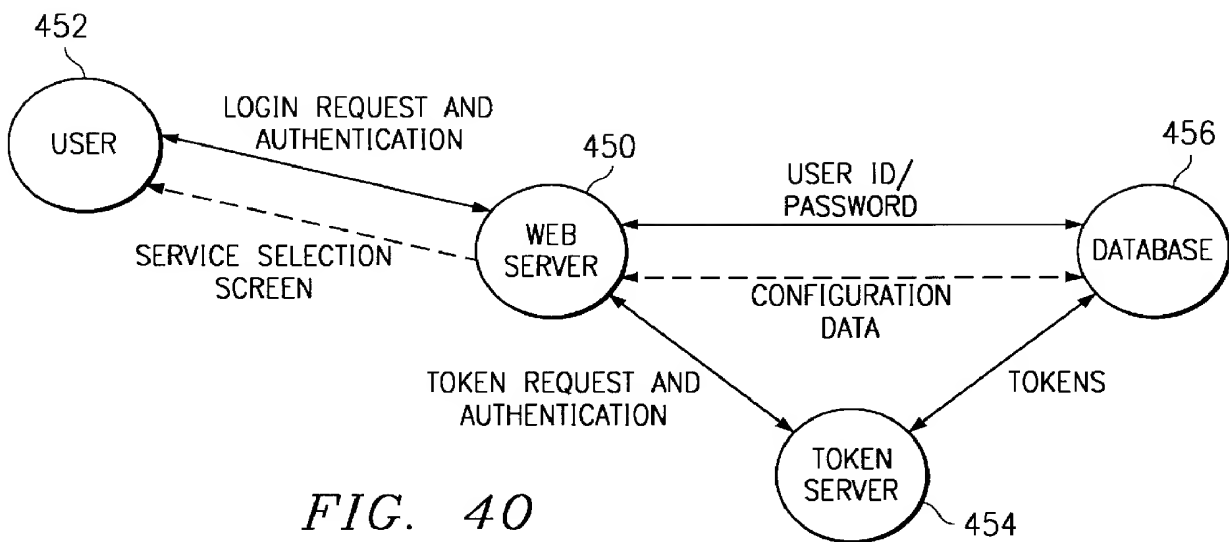 452
USER
LOGIN REQUEST AND
AUTHENTICATION
SERVICE SELECTION
SCREEN
450
WEB
SERVER
USER ID/
PASSWORD
CONFIGURATION
DATA
456
DATABASE
TOKEN REQUEST AND
AUTHENTICATION
TOKENS
TOKEN
SERVER
454
FIG. 40